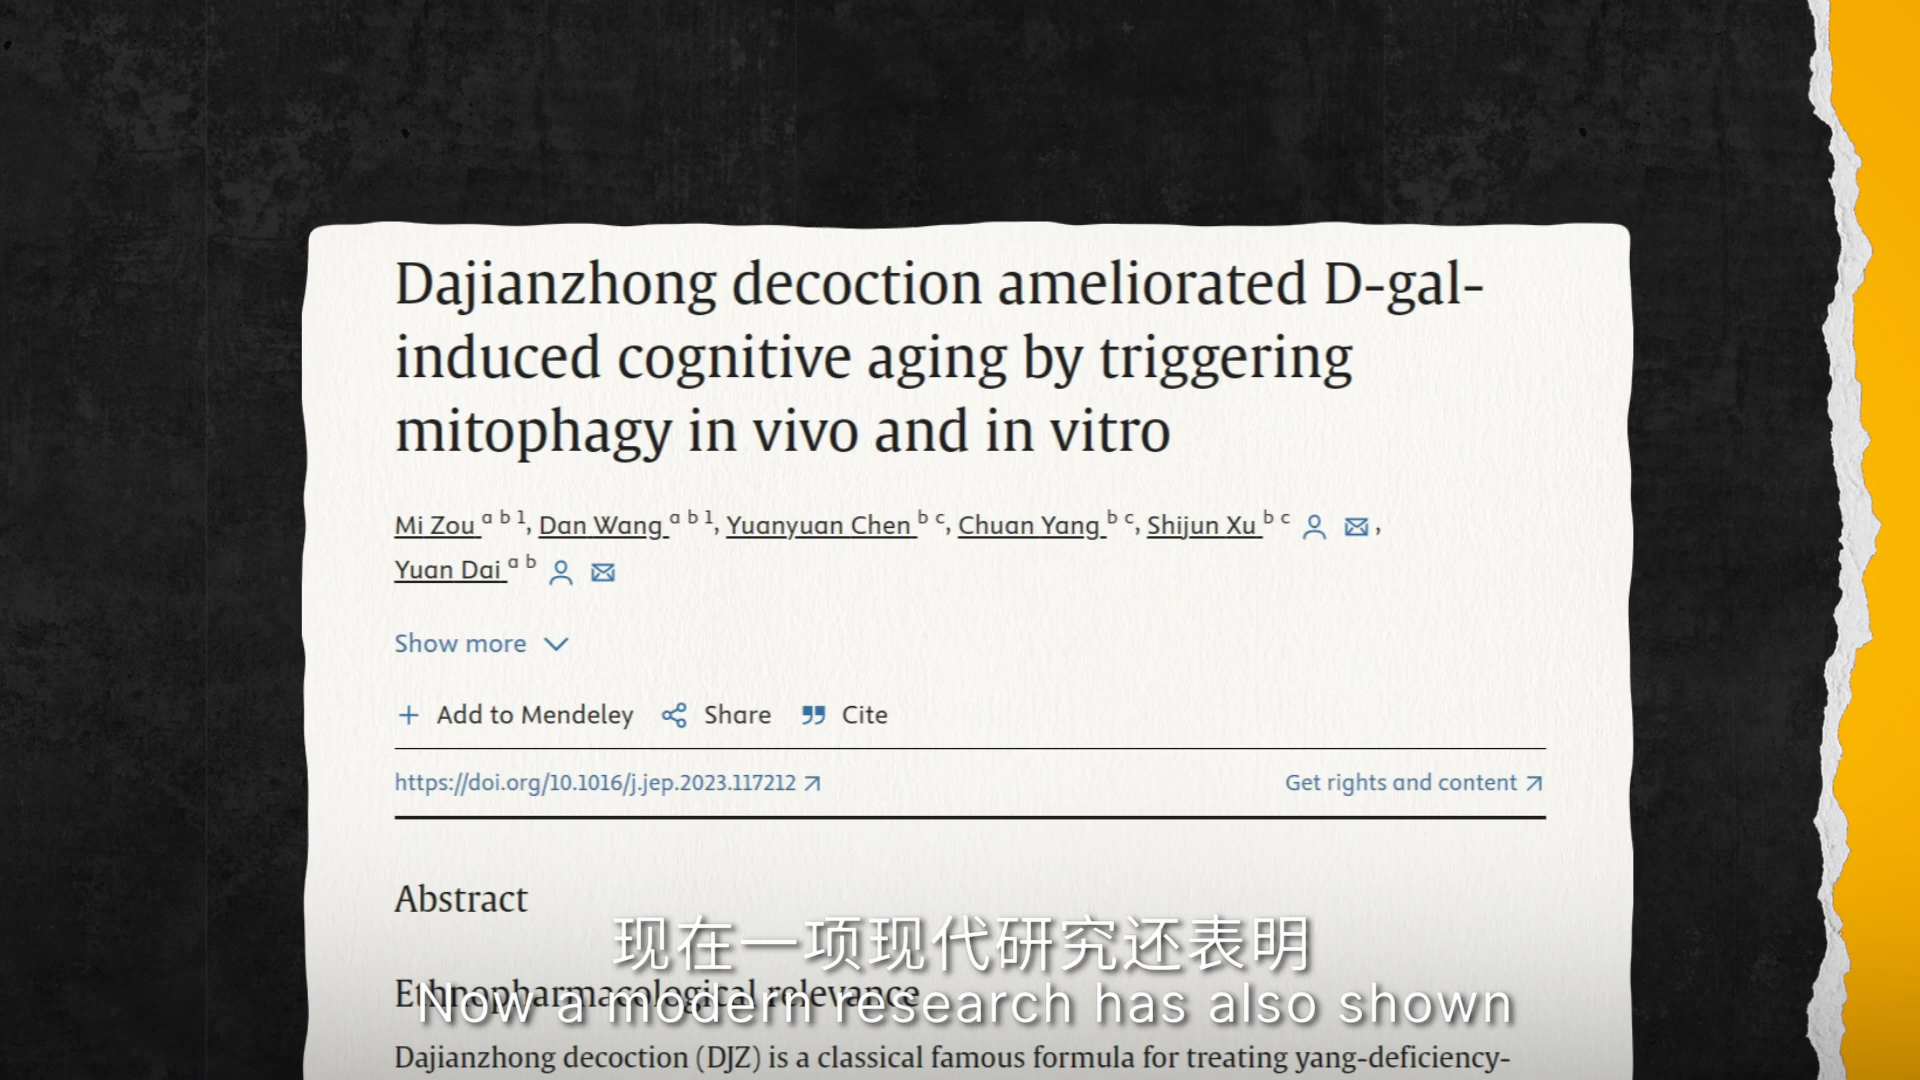 Dajianzhong decoction ameliorated D-gal-
induced cognitive aging by triggering
mitophagy in vivo and in vitro
Mi Zou a b 1, Dan Wang a b 1, Yuanyuan Chen b c, Chuan Yang b c, Shijun Xu b c ,
Yuan Dai a b
Show more
Add to Mendeley Share Cite
https://doi.org/10.1016/j.jep.2023.117212 Get rights and content
Abstract
现在一项现代研究还表明
Ethnopharmacological relevance
Now a modern research has also shown
Dajianzhong decoction (DJZ) is a classical famous formula for treating yang-deficiency-